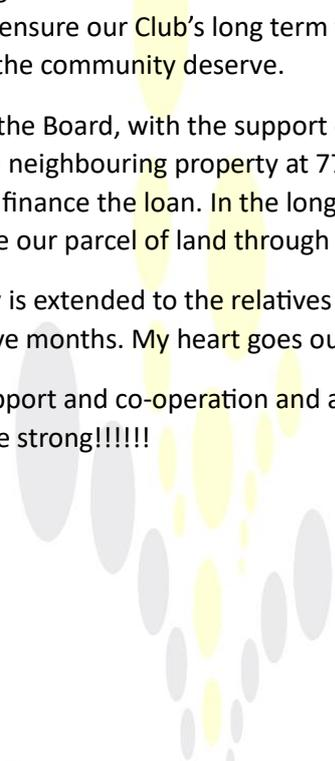 ensure our Club's long term
the community deserve.
the Board, with the support
neighbouring property at 77
finance the loan. In the long
e our parcel of land through
is extended to the relatives
ve months. My heart goes ou
pport and co-operation and a
e strong!!!!!!